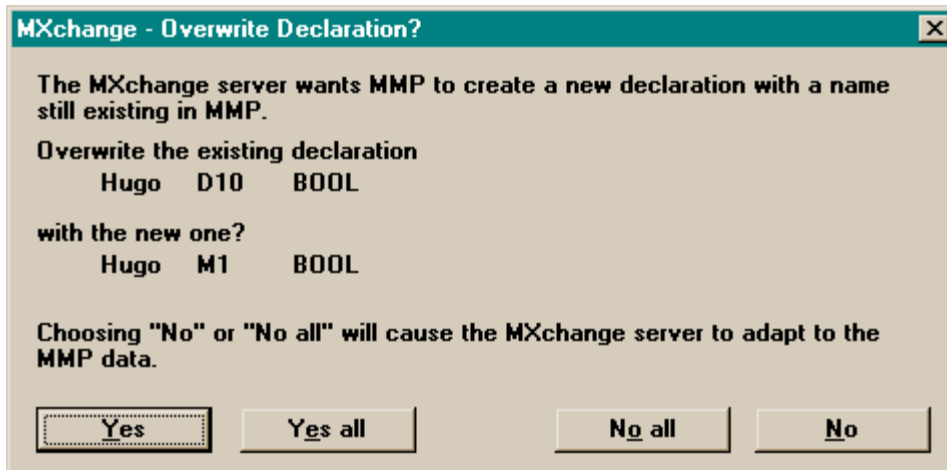 MXchange - Overwrite Declaration?
The MXchange server wants MMP to create a new declaration with a name
still existing in MMP.
Overwrite the existing declaration
Hugo D10 BOOL
with the new one?
Hugo M1 BOOL
Choosing "No" or "No all" will cause the MXchange server to adapt to the
MMP data.
Yes Yes all No all No